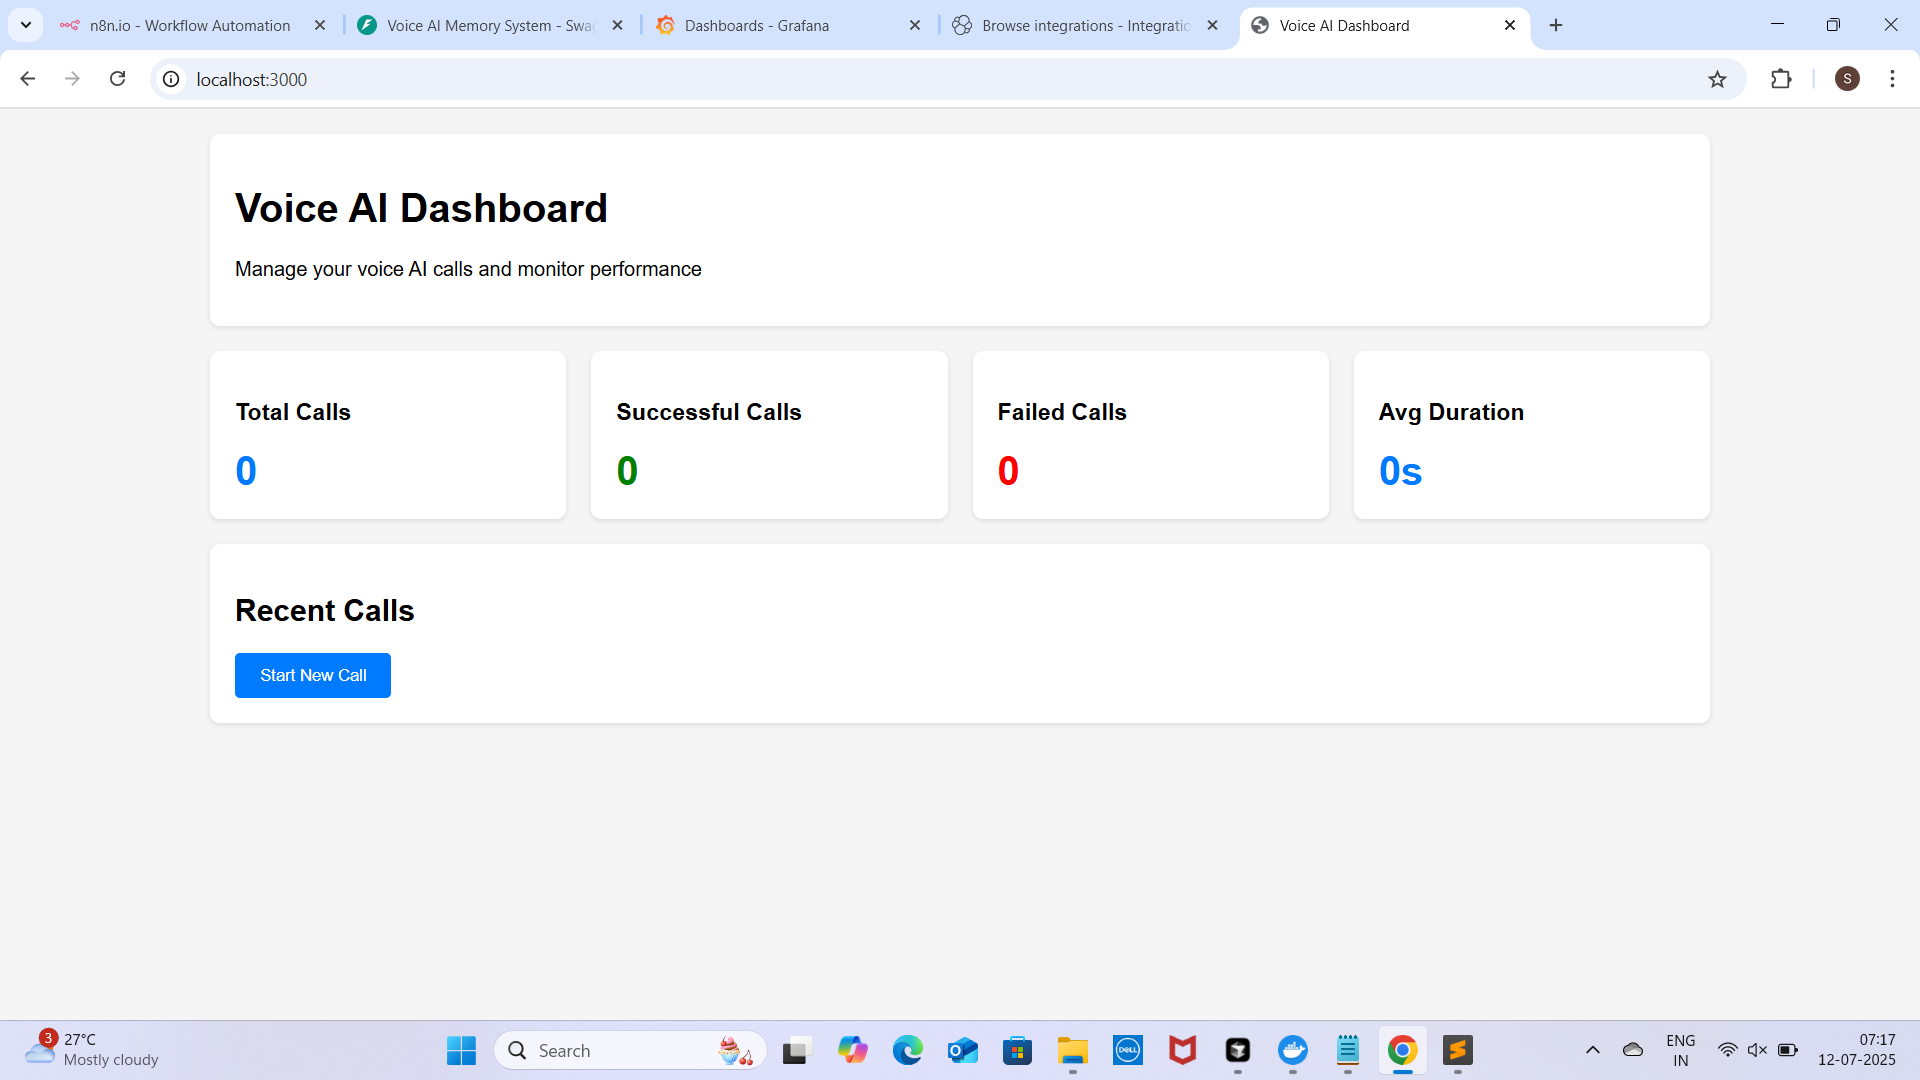 n8n.io - Workflow Automation
Voice AI Memory System - Swag
Dashboards - Grafana
Browse integrations - Integratio
Voice AI Dashboard
localhost:3000
S
Voice AI Dashboard
Manage your voice AI calls and monitor performance
Total Calls
0
Successful Calls
0
Failed Calls
0
Avg Duration
0s
Recent Calls
Start New Call
3
27°C
Mostly cloudy
Search
DELL
ENG
IN
07:17
12-07-2025